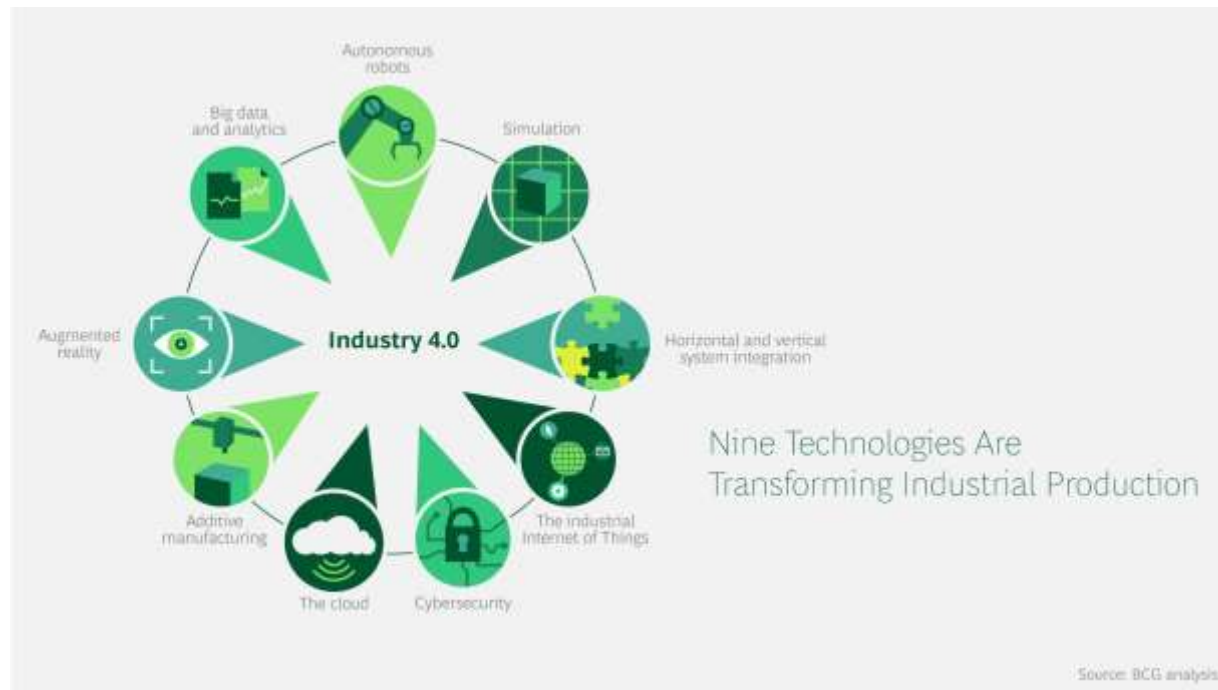 Autonomous
robots
Big data
and analytics
Simulation
Augmented
reality
Industry 4.0
Horizontal and vertical
system integration
Nine Technologies Are
Transforming Industrial Production
Additive
manufacturing
The industrial
Internet of Things
The cloud
Cybersecurity
Source: BCG analysis